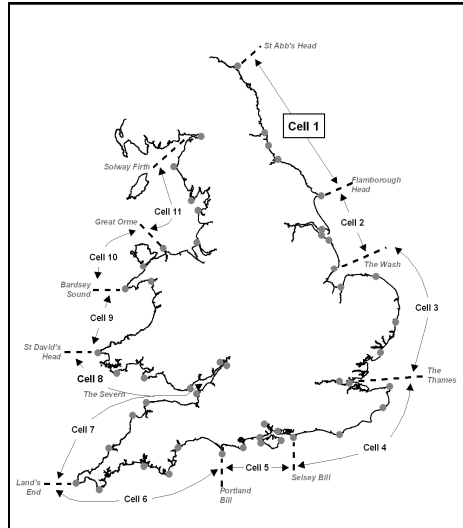 St Abb's Head
Cell 1
Solway Firth
Flamborough
Head
Great Orme
Cell 11
Cell 2
Cell 10
The Wash
Bardsey
Sound
Cell 9
Cell 3
St David's
Head
Cell 8
The Severn
The
Thames
Cell 7
Cell 4
Land's
End
Cell 6
Cell 5
Selsey Bill
Portland
Bill